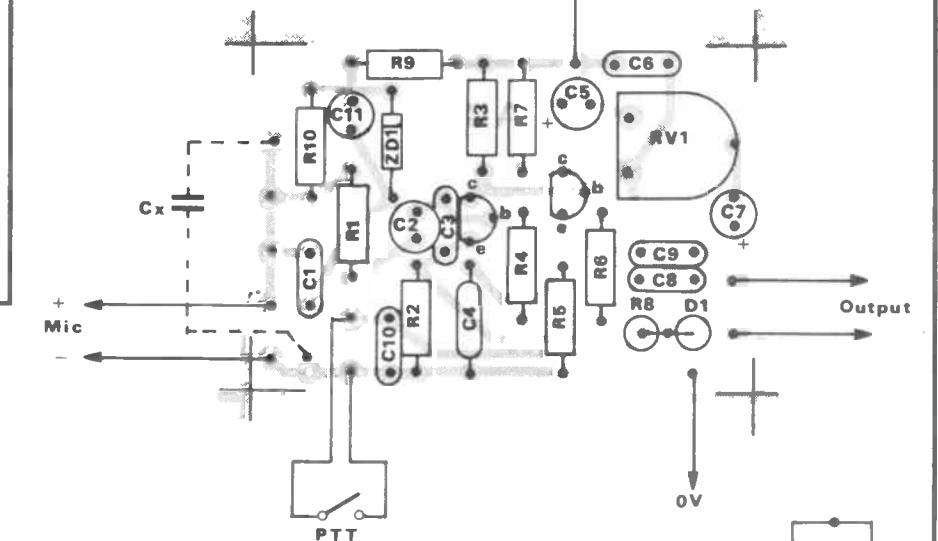 R9
C6
C11
C5
R3
R7
+
ZD1
R10
RV1
c
c
b
Cx
R1
C2
C3
b
C7
e
e
+
C1
R4
R6
C9
C8
+
Mic
R2
C4
R5
R8
D1
Output
C10
−
0V
PTT